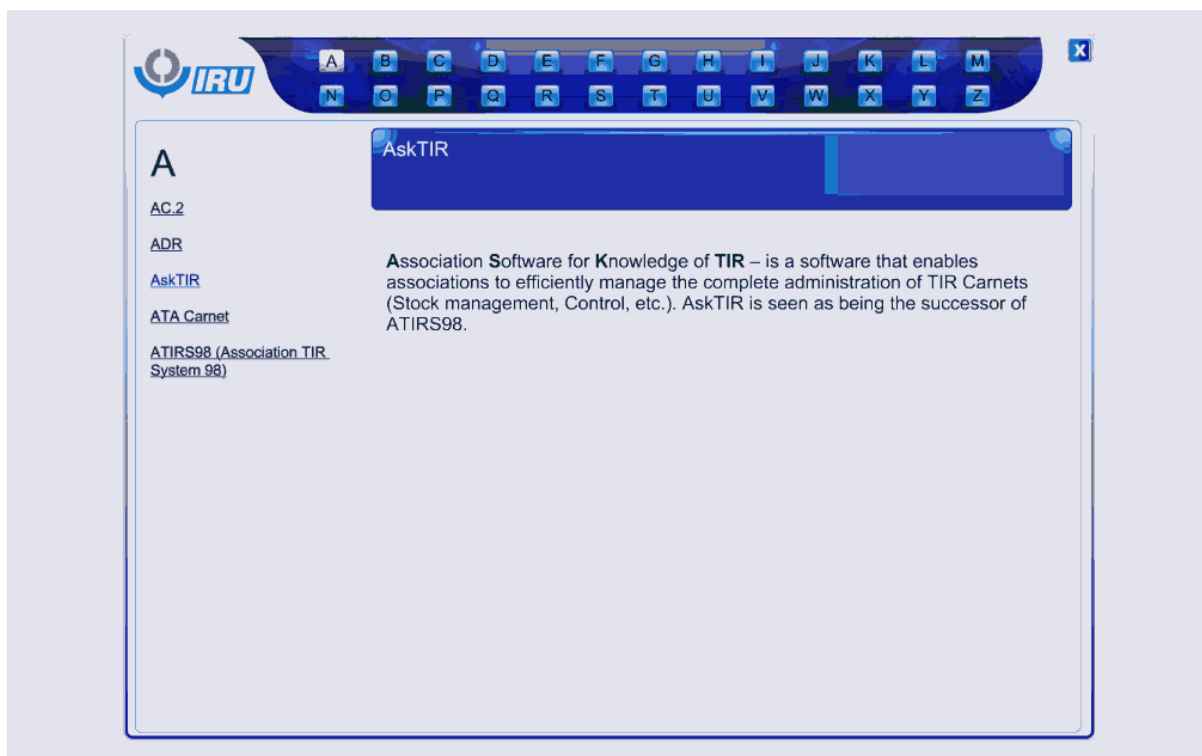 IRU
A B C D E F G H I J K L M
X
N O P Q R S T U V W X Y Z
A
AC.2
ADR
AskTIR
ATA Carnet
ATIRS98 (Association TIR
System 98)
AskTIR
Association Software for Knowledge of TIR – is a software that enables
associations to efficiently manage the complete administration of TIR Carnets
(Stock management, Control, etc.). AskTIR is seen as being the successor of
ATIRS98.